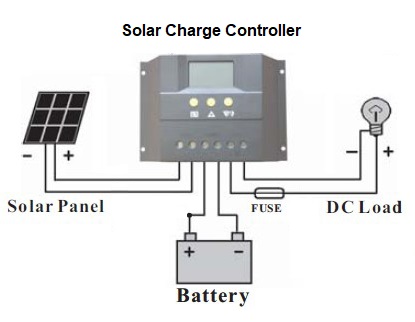 Solar Charge Controller
- +
- +
Solar Panel
FUSE
DC Load
+ -
Battery